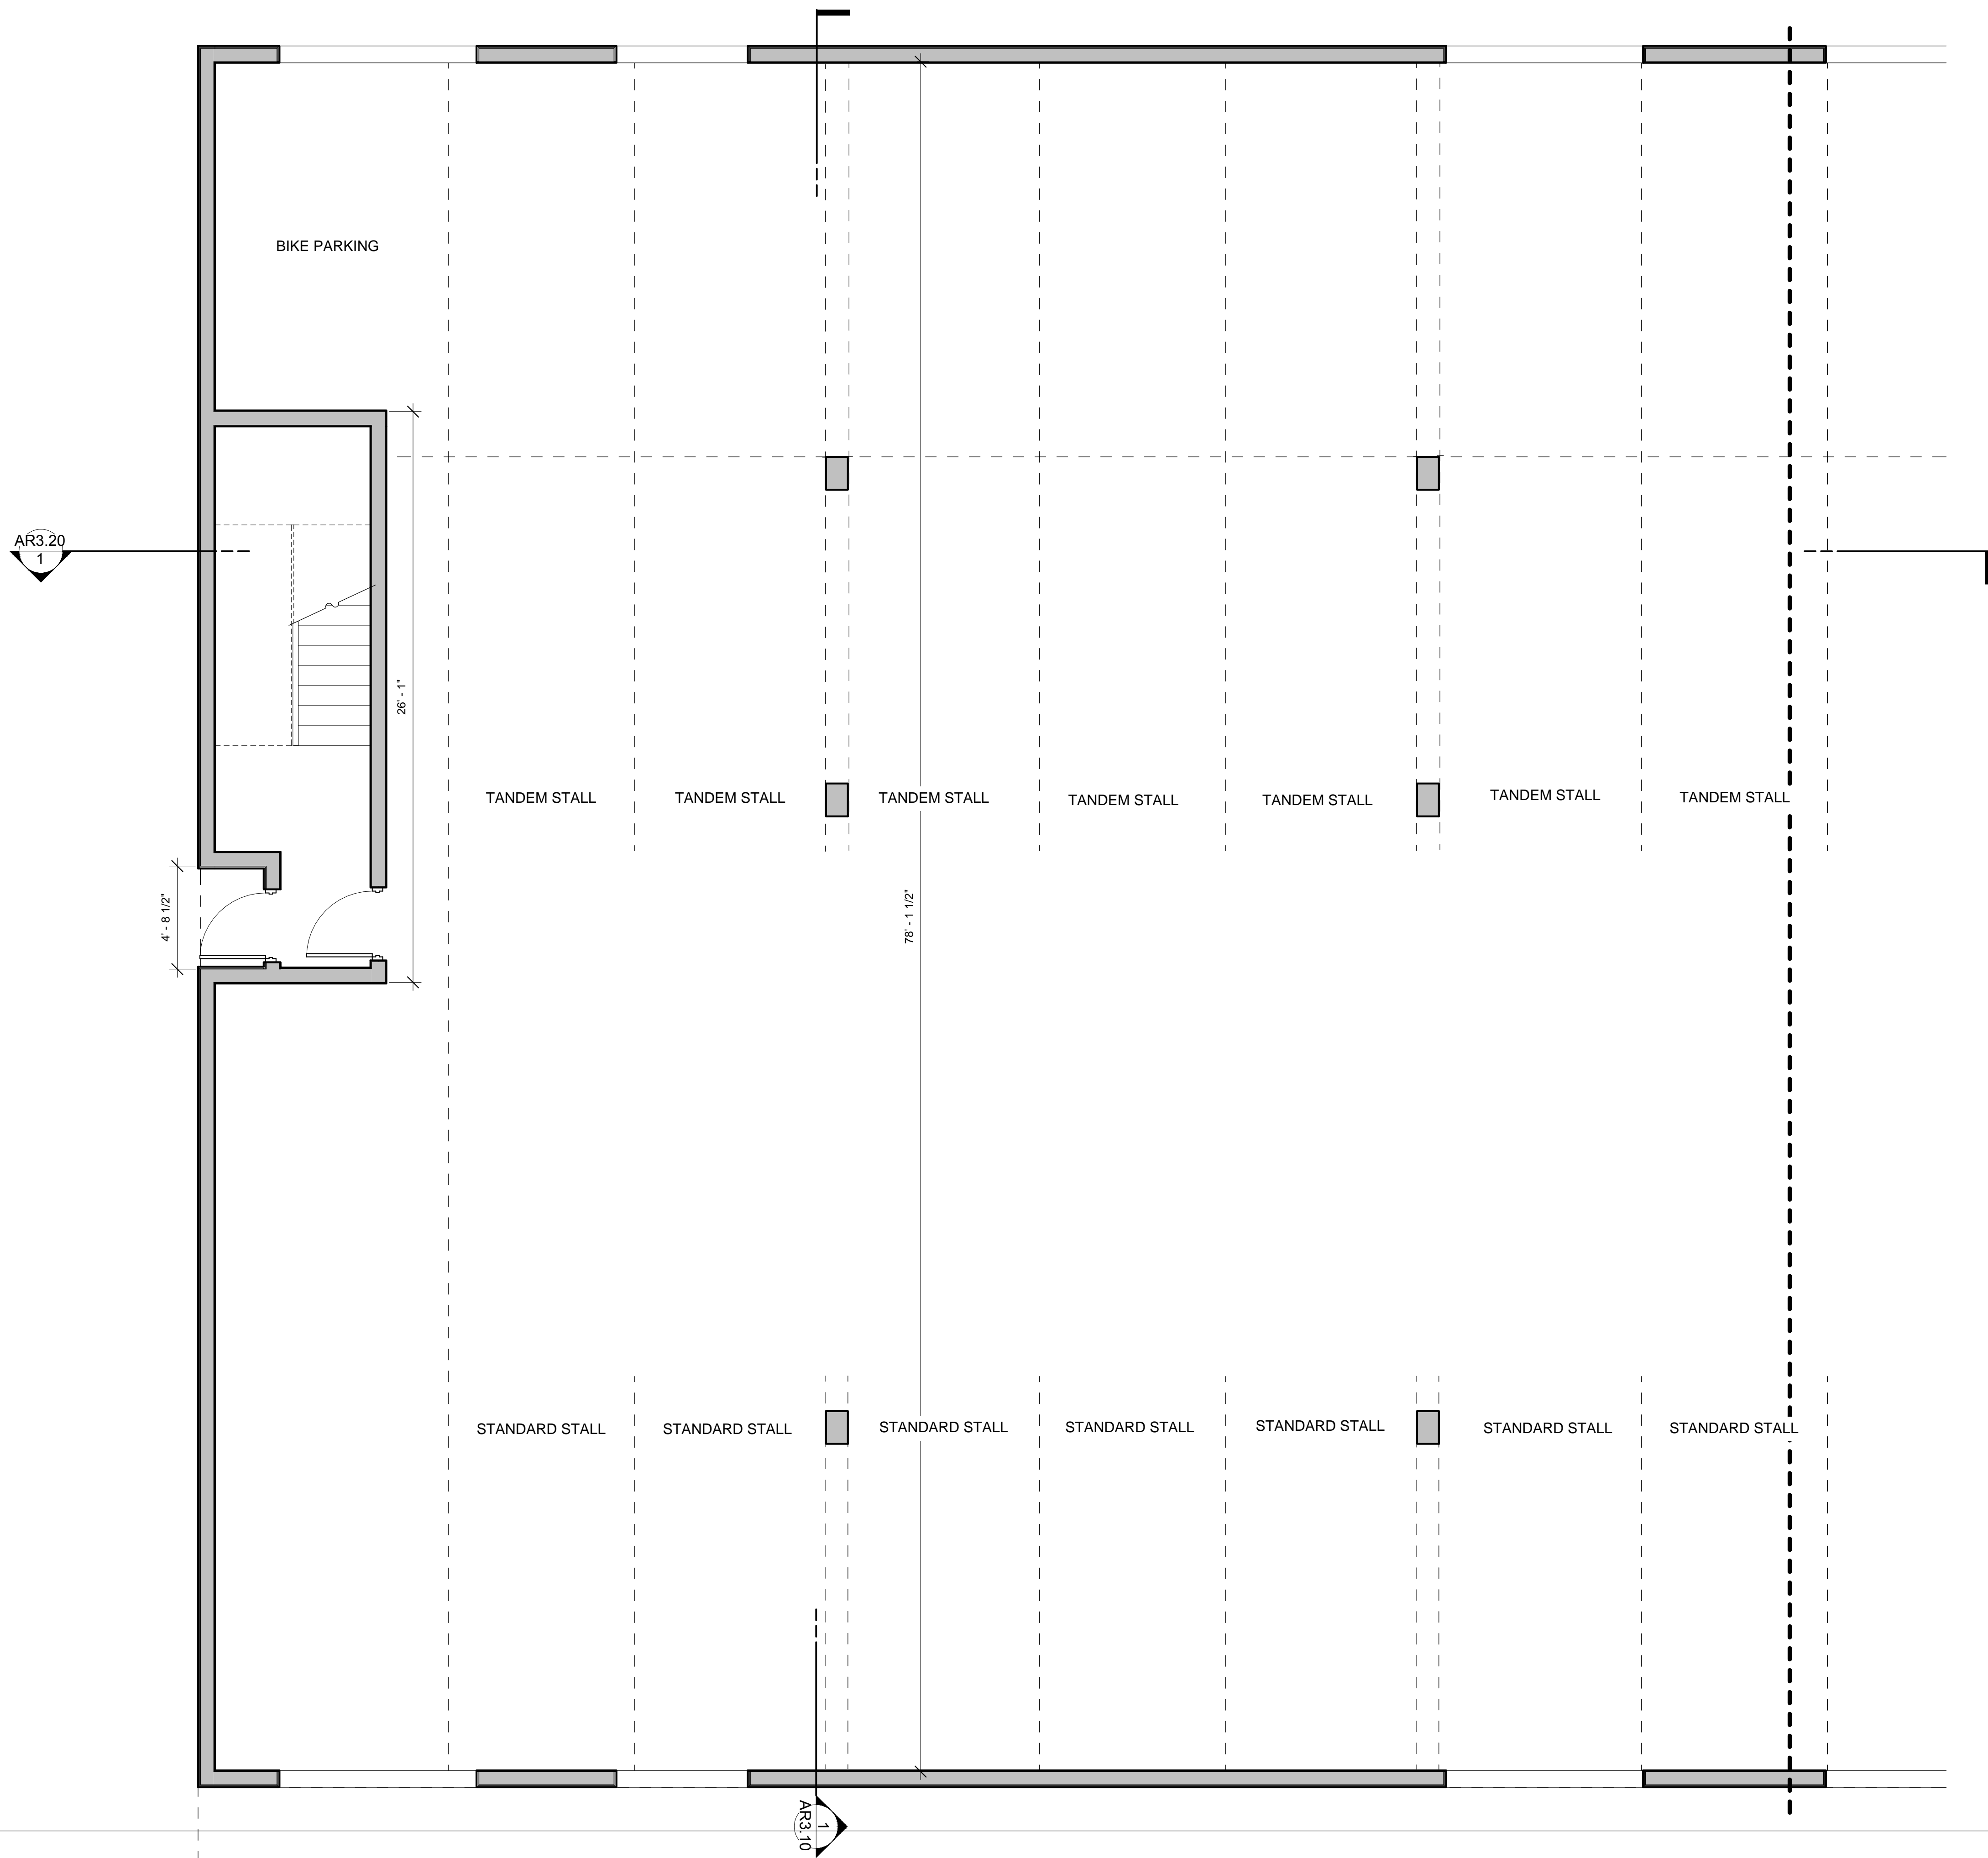 BIKE PARKING
AR3.20
1
26' - 1"
TANDEM STALL
TANDEM STALL
TANDEM STALL
TANDEM STALL
TANDEM STALL
TANDEM STALL
TANDEM STALL
4' - 8 1/2"
78' - 1 1/2"
STANDARD STALL
STANDARD STALL
STANDARD STALL
STANDARD STALL
STANDARD STALL
STANDARD STALL
STANDARD STALL
1
AR3.10